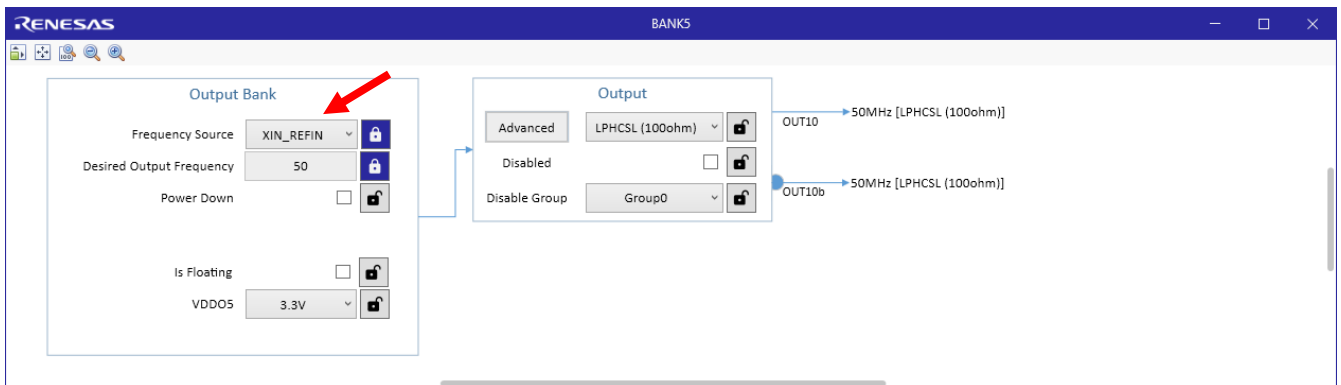 RENESAS
BANK5
100
Output Bank
Frequency Source XIN_REFIN
Desired Output Frequency 50
Power Down
Is Floating
VDDO5 3.3V
Output
Advanced LPHCSL (100ohm)
Disabled
Disable Group Group0
OUT10 50MHz [LPHCSL (100ohm)]
OUT10b 50MHz [LPHCSL (100ohm)]